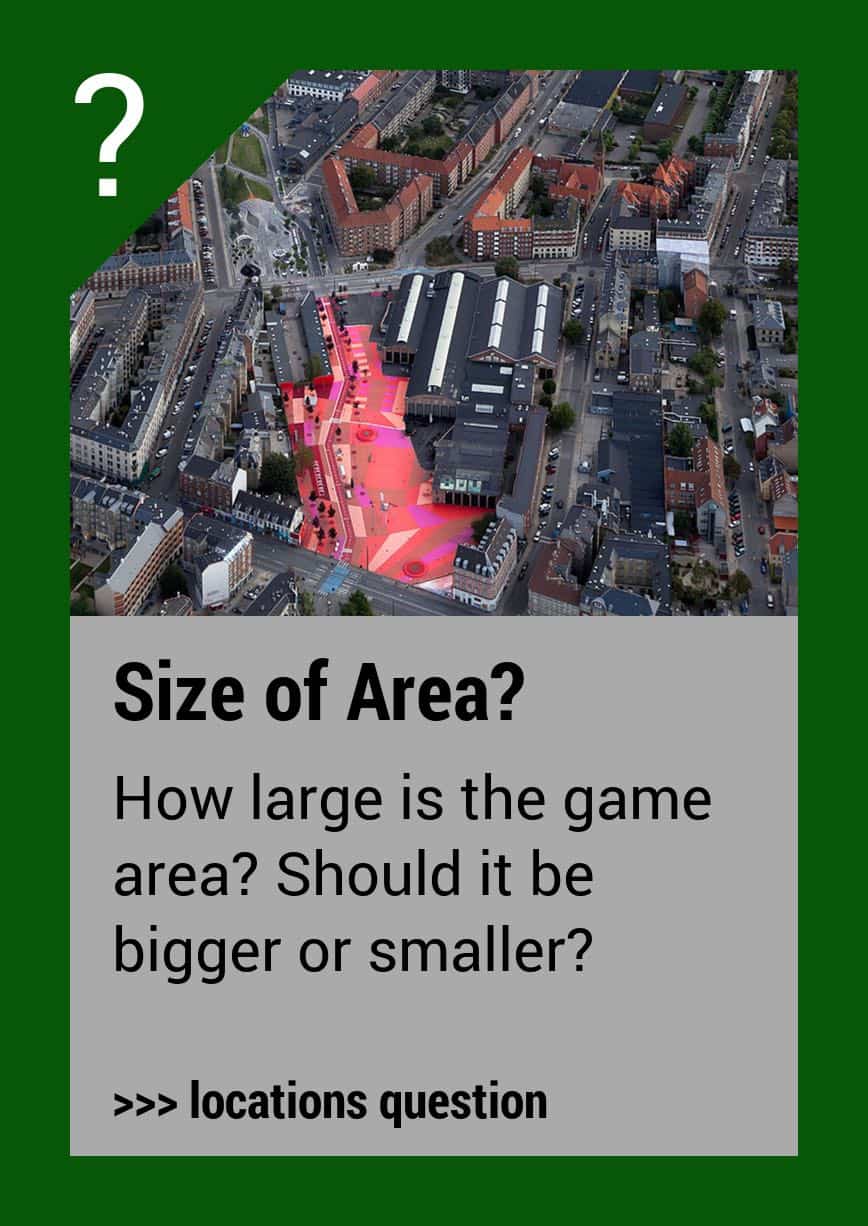 ?
Size of Area?
How large is the game
area? Should it be
bigger or smaller?
>>> locations question